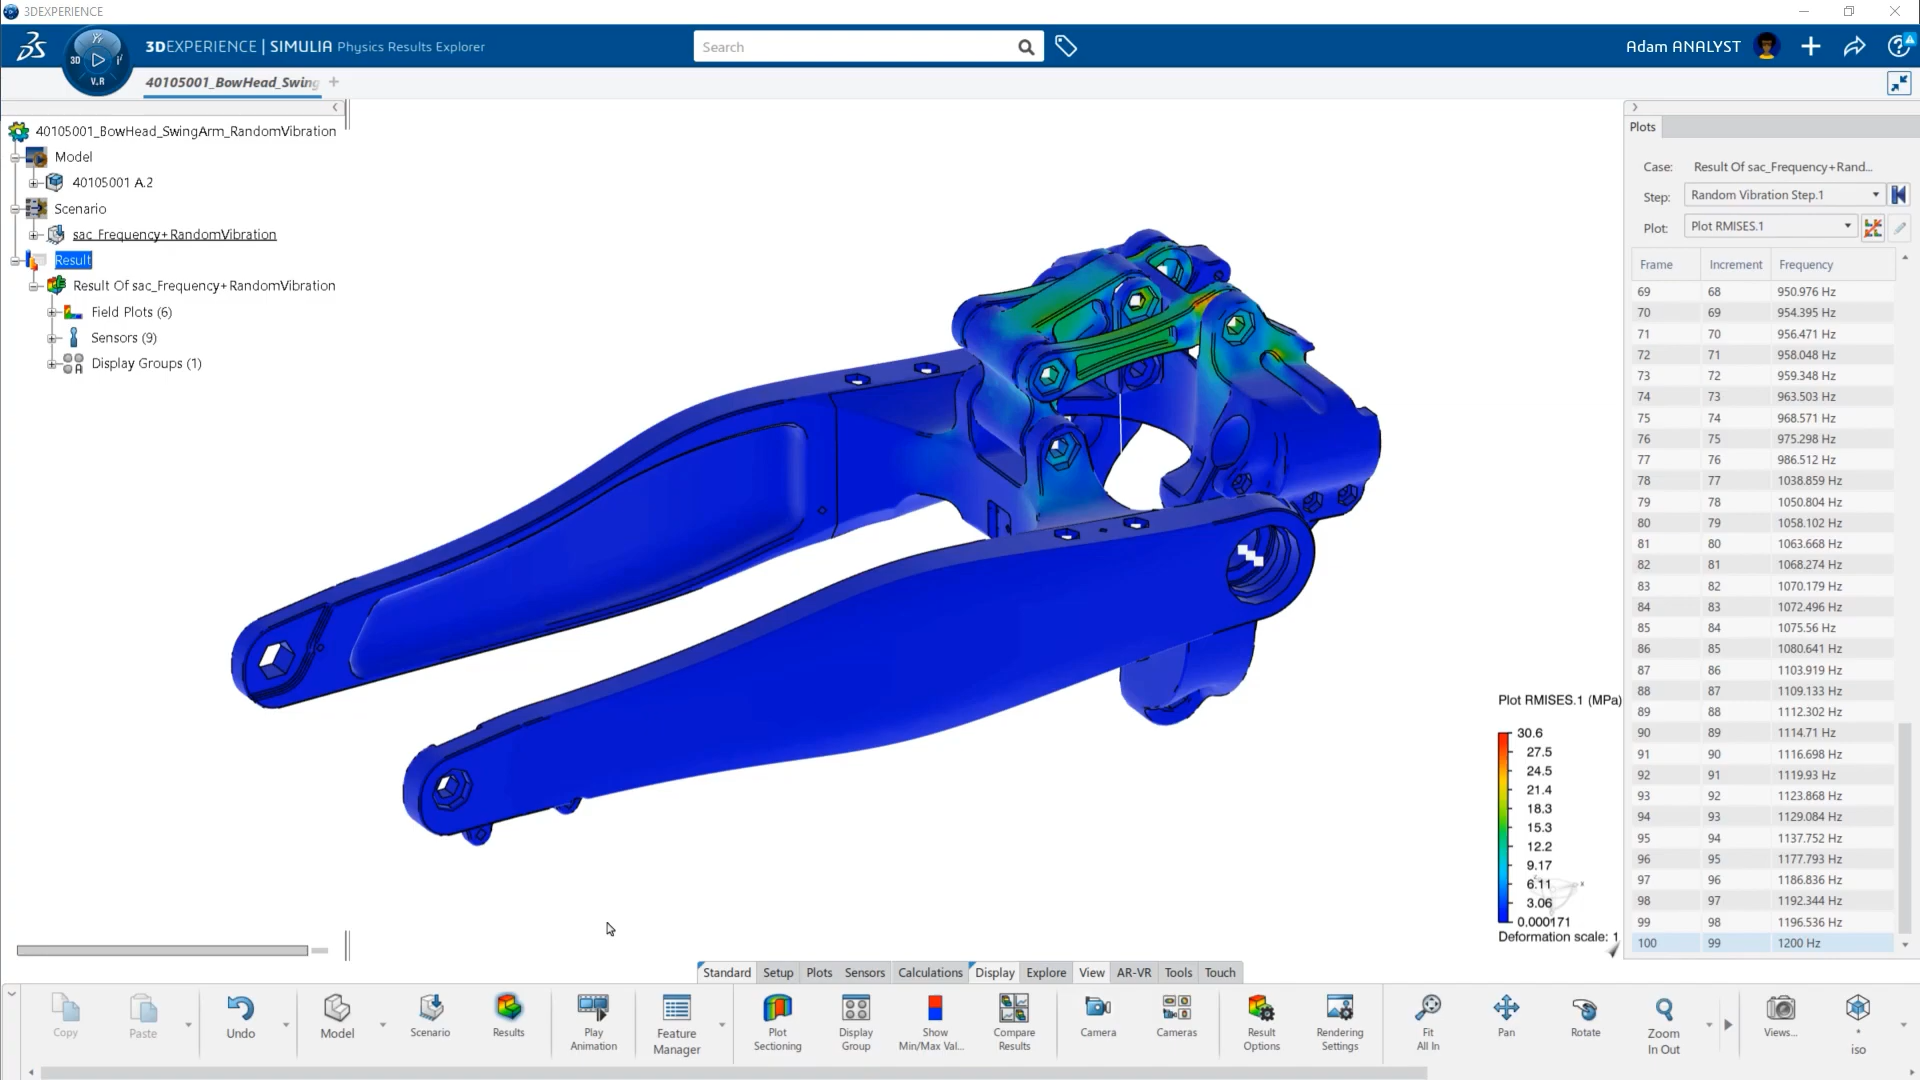 3DEXPERIENCE
3DEXPERIENCE | SIMULIA Physics Results Explorer
Search
Adam ANALYST
3D
V.R
40105001_BowHead_Swing
40105001_BowHead_SwingArm_RandomVibration
Model
40105001 A.2
Scenario
sac_Frequency+RandomVibration
Result
Result Of sac_Frequency+RandomVibration
Field Plots (6)
Sensors (9)
Display Groups (1)
Plots
Case: Result Of sac_Frequency+Rand...
Step: Random Vibration Step.1
Plot: Plot RMISES.1
Frame Increment Frequency
69 68 950.976 Hz
70 69 954.395 Hz
71 70 956.471 Hz
72 71 958.048 Hz
73 72 959.348 Hz
74 73 963.503 Hz
75 74 968.571 Hz
76 75 975.298 Hz
77 76 986.512 Hz
78 77 1038.859 Hz
79 78 1050.804 Hz
80 79 1058.102 Hz
81 80 1063.668 Hz
82 81 1068.274 Hz
83 82 1070.179 Hz
84 83 1072.496 Hz
85 84 1075.56 Hz
86 85 1080.641 Hz
87 86 1103.919 Hz
88 87 1109.133 Hz
89 88 1112.302 Hz
90 89 1114.71 Hz
91 90 1116.698 Hz
92 91 1119.93 Hz
93 92 1123.868 Hz
94 93 1129.084 Hz
95 94 1137.752 Hz
96 95 1177.793 Hz
97 96 1186.836 Hz
98 97 1192.344 Hz
99 98 1196.536 Hz
100 99 1200 Hz
Plot RMISES.1 (MPa)
30.6
27.5
24.5
21.4
18.3
15.3
12.2
9.17
6.11
3.06
0.000171
Deformation scale: 1
Standard Setup Plots Sensors Calculations Display Explore View AR-VR Tools Touch
Copy
Paste
Undo
Model
Scenario
Results
Play
Animation
Feature
Manager
Plot
Sectioning
Display
Group
Show
Min/Max Val...
Compare
Results
Camera
Cameras
Result
Options
Rendering
Settings
Fit
All In
Pan
Rotate
Zoom
In Out
Views...
iso